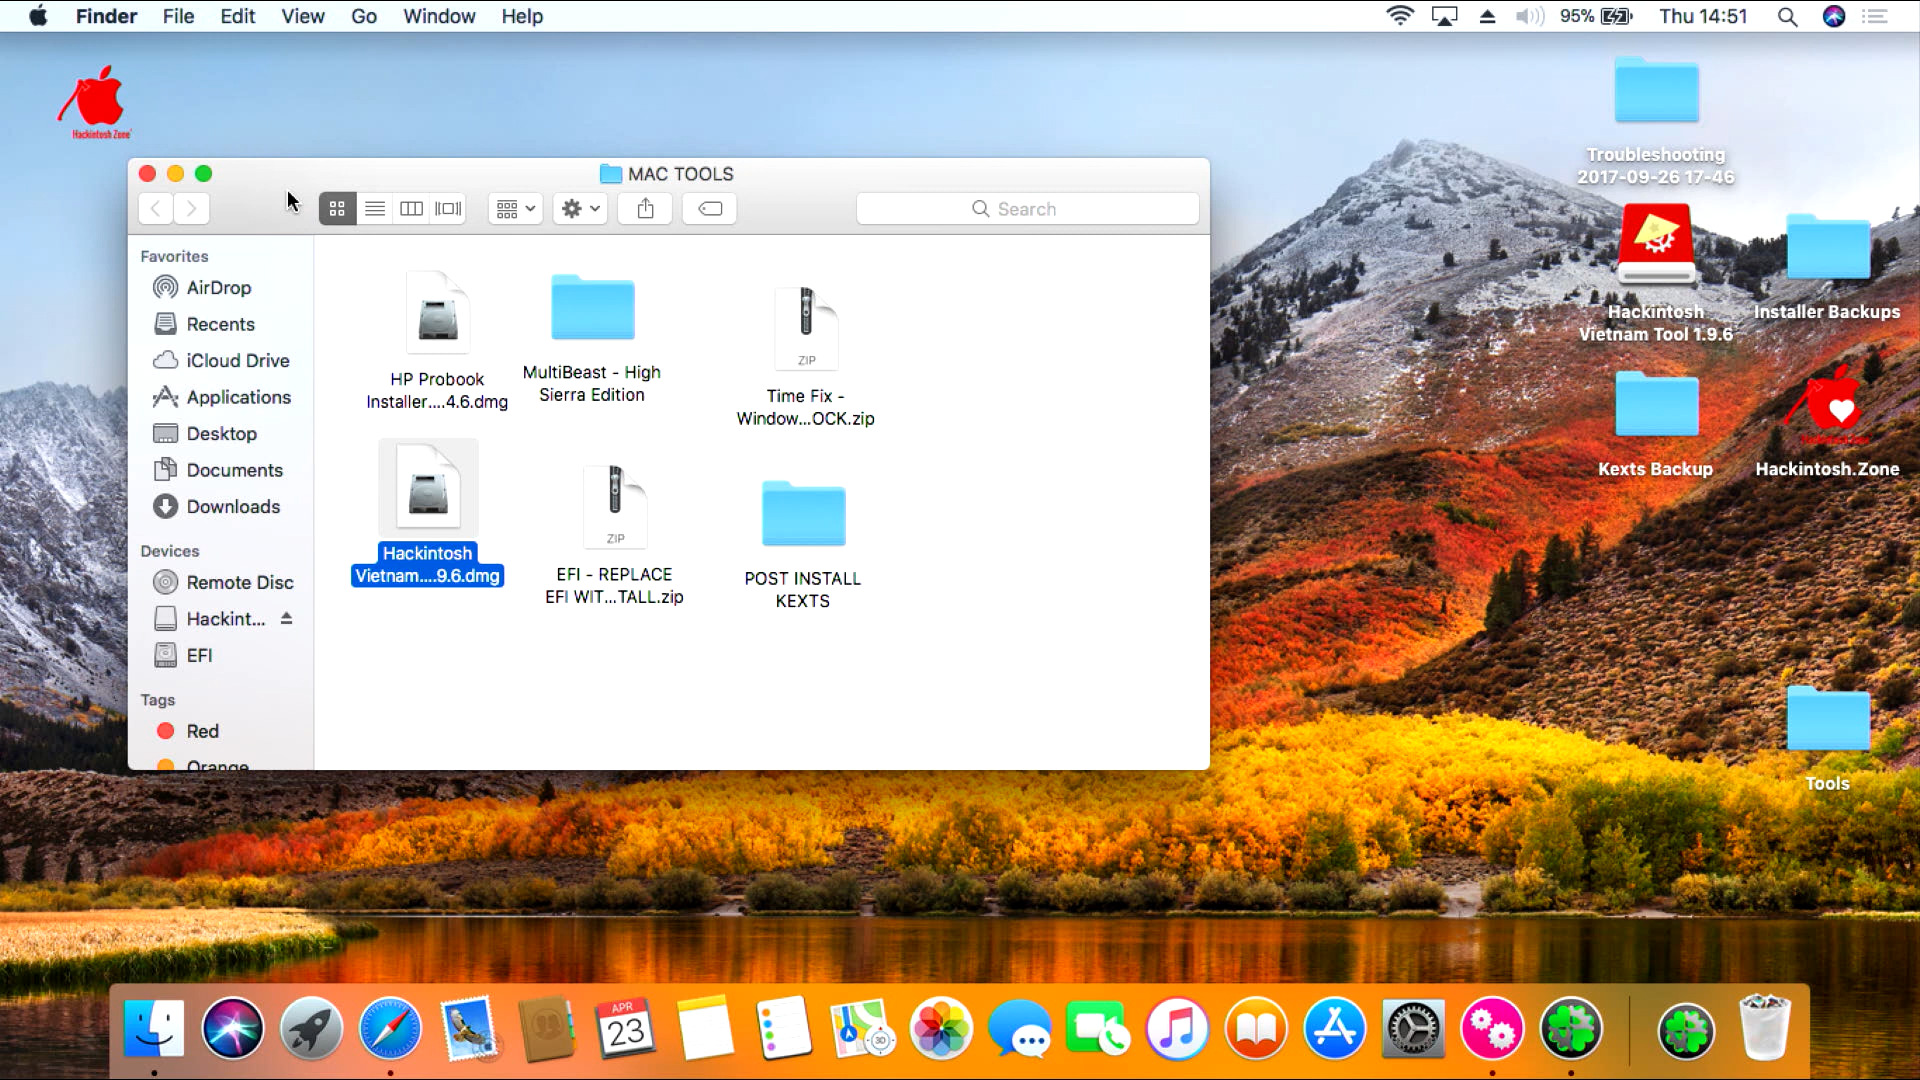 Finder File Edit View Go Window Help
95% Thu 14:51
Hackintosh Zone
MAC TOOLS
Search
Favorites
AirDrop
Recents
iCloud Drive
Applications
Desktop
Documents
Downloads
Devices
Remote Disc
Hackint...
EFI
Tags
Red
Orange
HP Probook
Installer....4.6.dmg
MultiBeast - High
Sierra Edition
ZIP
Time Fix -
Window...OCK.zip
Hackintosh
Vietnam....9.6.dmg
ZIP
EFI - REPLACE
EFI WIT...TALL.zip
POST INSTALL
KEXTS
Troubleshooting
2017-09-26 17-46
Hackintosh
Vietnam Tool 1.9.6
Installer Backups
Kexts Backup
Hackintosh.Zone
Tools
APR
23
30